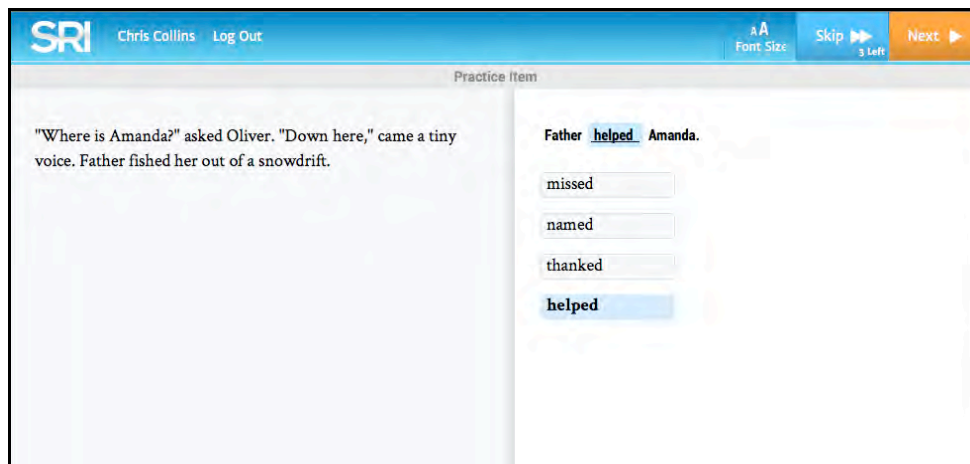 SRI Chris Collins Log Out
AA Font Size
Skip
3 Left
Next
Practice Item
"Where is Amanda?" asked Oliver. "Down here," came a tiny
voice. Father fished her out of a snowdrift.
Father helped Amanda.
missed
named
thanked
helped